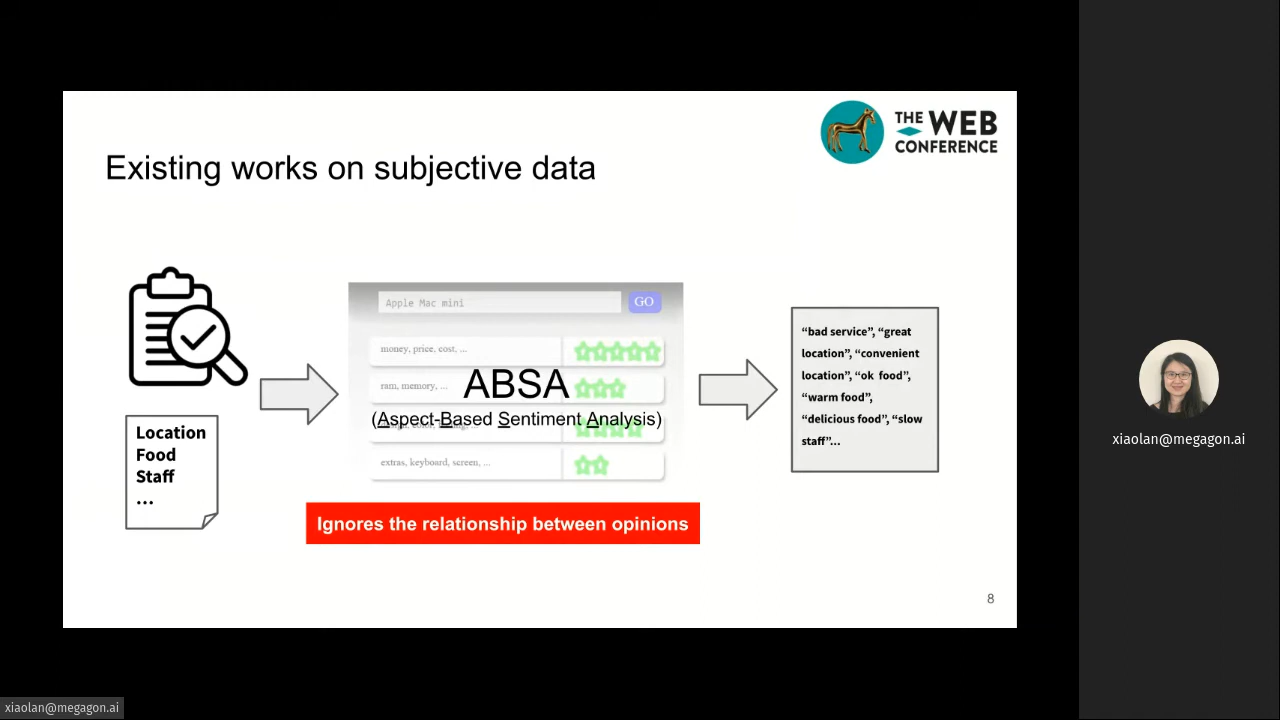 THE WEB
CONFERENCE
Existing works on subjective data
Location
Food
Staff
...
Apple Mac mini
GO
money, price, cost, ...
ram, memory, ...
extras, keyboard, screen, ...
ABSA
(Aspect-Based Sentiment Analysis)
“bad service”, “great
location”, “convenient
location”, “ok food”,
“warm food”,
“delicious food”, “slow
staff”...
Ignores the relationship between opinions
8
xiaolan@megagon.ai
xiaolan@megagon.ai